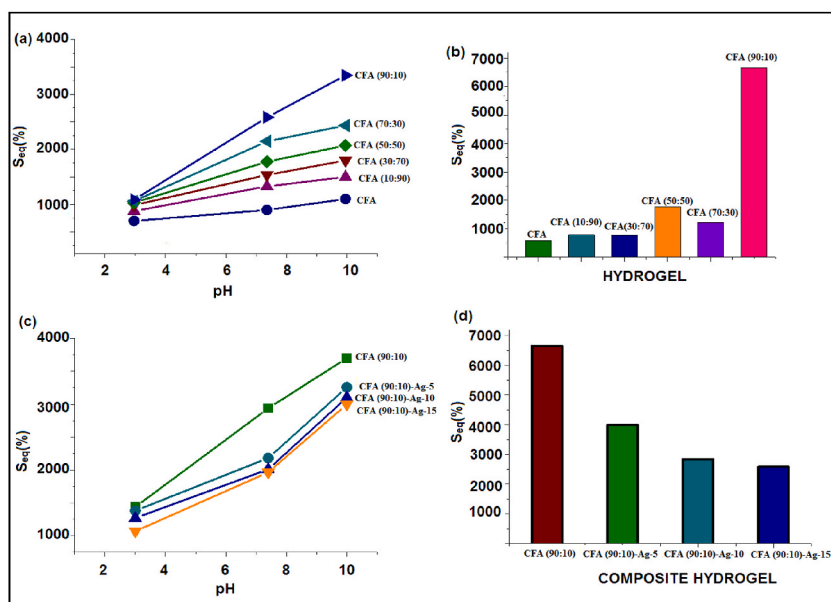 (a)
4000
3000
2000
1000
S_eq(%)
2 4 6 8 10
pH
CFA (90:10)
CFA (70:30)
CFA (50:50)
CFA (30:70)
CFA (10:90)
CFA
(b)
7000
6000
5000
4000
3000
2000
1000
S_eq(%)
CFA
CFA (10:90)
CFA(30:70)
CFA (50:50)
CFA (70:30)
CFA (90:10)
HYDROGEL
(c)
4000
3000
2000
1000
S_eq(%)
2 4 6 8 10
pH
CFA (90:10)
CFA (90:10)-Ag-5
CFA (90:10)-Ag-10
CFA (90:10)-Ag-15
(d)
7000
6000
5000
4000
3000
2000
1000
S_eq(%)
CFA (90:10) CFA (90:10)-Ag-5 CFA (90:10)-Ag-10 CFA (90:10)-Ag-15
COMPOSITE HYDROGEL